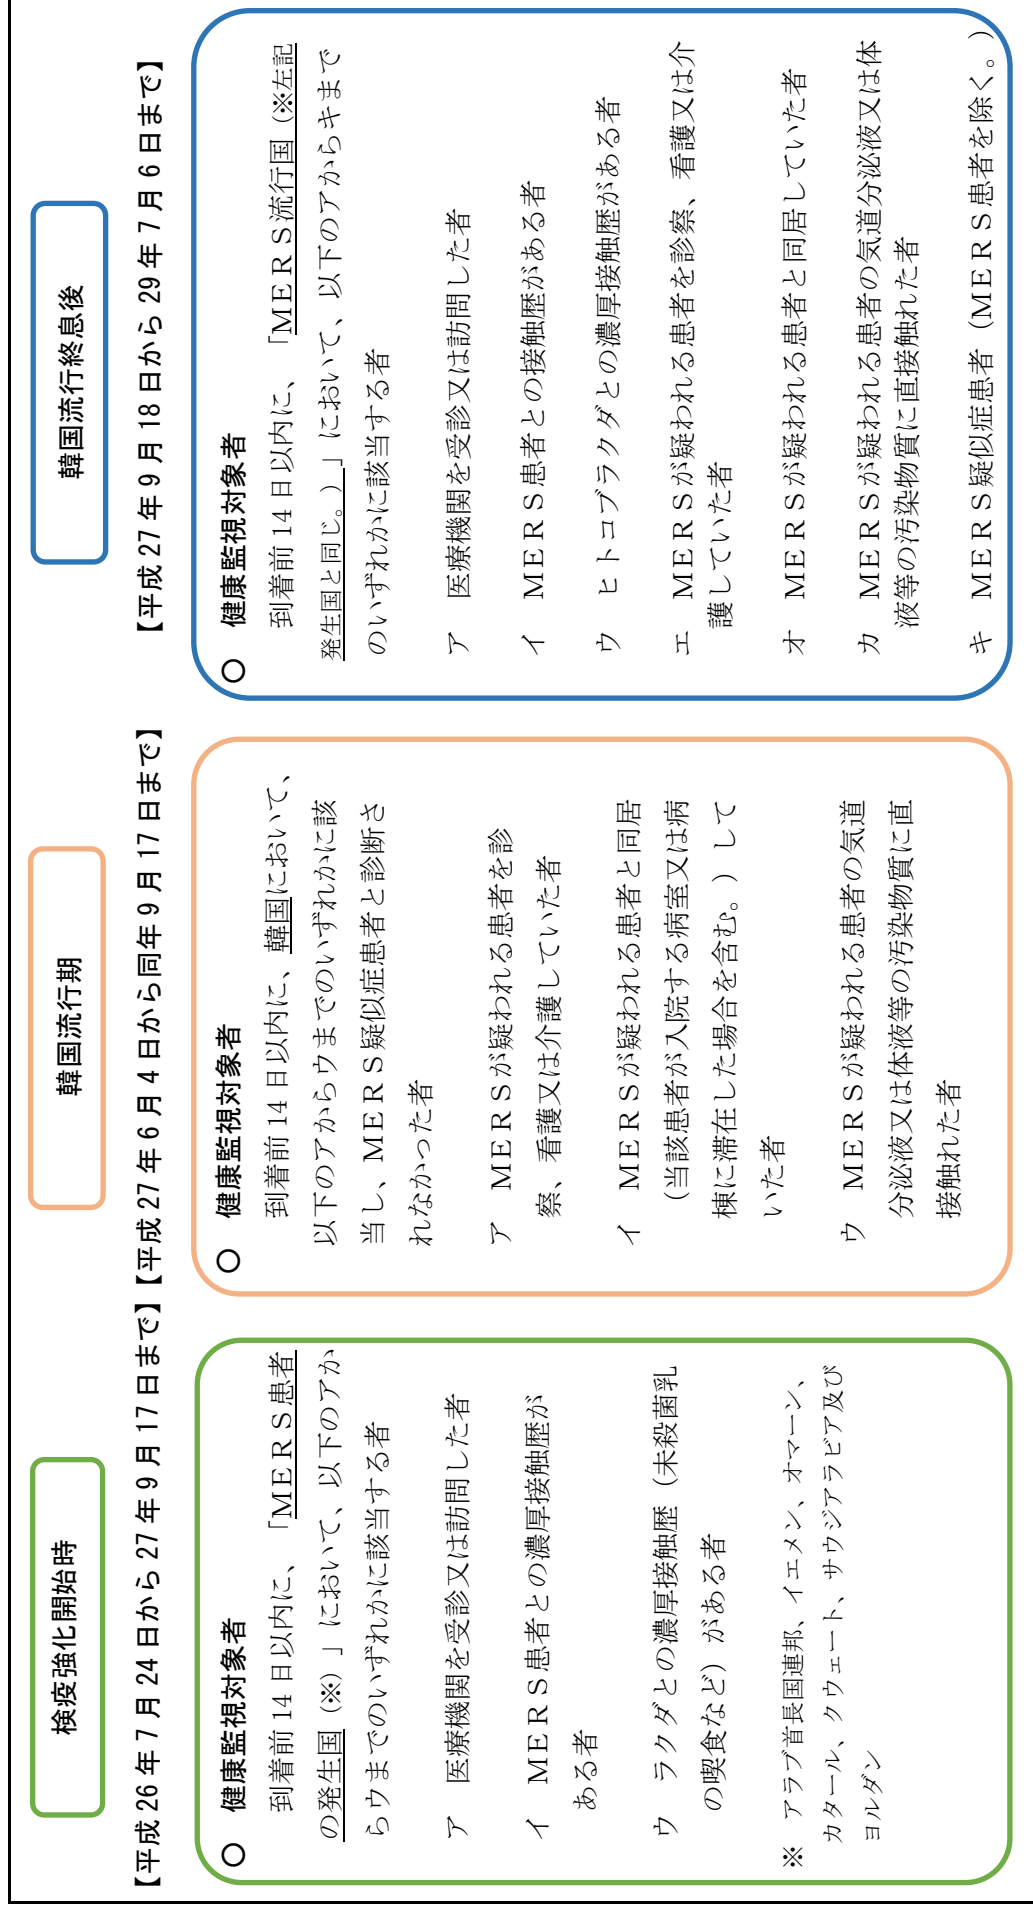 検疫強化開始時
【平成26年7月24日から27年9月17日まで】
○　健康監視対象者
到着前14日以内に、「ＭＥＲＳ患者
の発生国（※）」において、以下のアか
らウまでのいずれかに該当する者
ア　医療機関を受診又は訪問した者
イ　ＭＥＲＳ患者との濃厚接触歴が
ある者
ウ　ラクダとの濃厚接触歴（未殺菌乳
の喫食など）がある者
※　アラブ首長国連邦、イエメン、オマーン、
カタール、クウェート、サウジアラビア及び
ヨルダン
韓国流行期
【平成27年6月4日から同年9月17日まで】
○　健康監視対象者
到着前14日以内に、韓国において、
以下のアからウまでのいずれかに該
当し、ＭＥＲＳ疑似症患者と診断さ
れなかった者
ア　ＭＥＲＳが疑われる患者を診
察、看護又は介護していた者
イ　ＭＥＲＳが疑われる患者と同居
（当該患者が入院する病室又は病
棟に滞在した場合を含む。）して
いた者
ウ　ＭＥＲＳが疑われる患者の気道
分泌液又は体液等の汚染物質に直
接触れた者
韓国流行終息後
【平成27年9月18日から29年7月6日まで】
○　健康監視対象者
到着前14日以内に、「ＭＥＲＳ流行国（※左記
発生国と同じ。）」において、以下のアからキまで
のいずれかに該当する者
ア　医療機関を受診又は訪問した者
イ　ＭＥＲＳ患者との接触歴がある者
ウ　ヒトコブラクダとの濃厚接触歴がある者
エ　ＭＥＲＳが疑われる患者を診察、看護又は介
護していた者
オ　ＭＥＲＳが疑われる患者と同居していた者
カ　ＭＥＲＳが疑われる患者の気道分泌液又は体
液等の汚染物質に直接触れた者
キ　ＭＥＲＳ疑似症患者（ＭＥＲＳ患者を除く。）